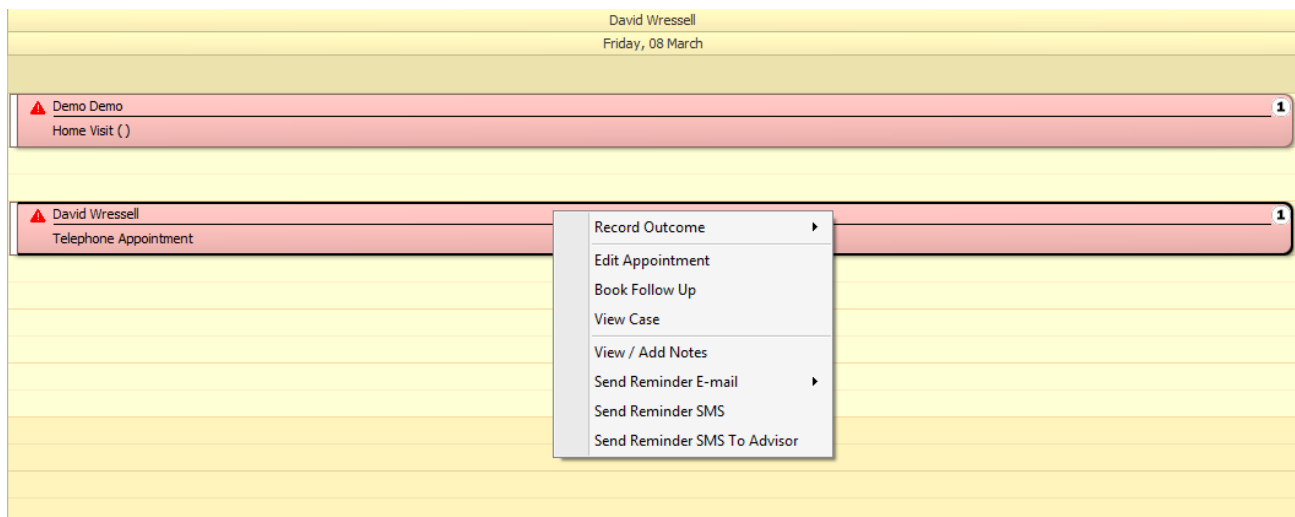 David Wressell
Friday, 08 March
Demo Demo
1
Home Visit ( )
David Wressell
1
Telephone Appointment
Record Outcome
Edit Appointment
Book Follow Up
View Case
View / Add Notes
Send Reminder E-mail
Send Reminder SMS
Send Reminder SMS To Advisor